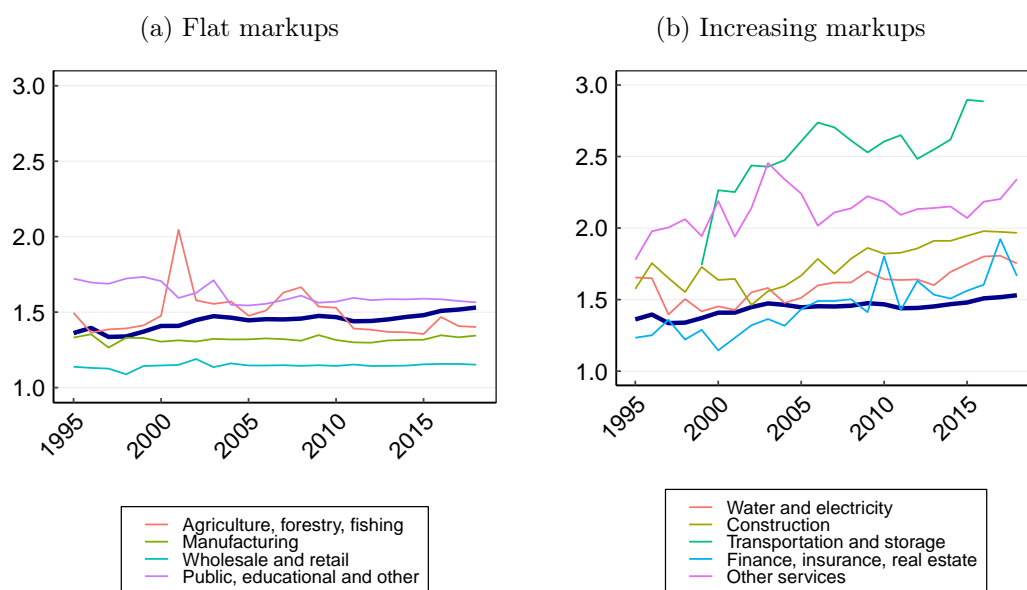 (a) Flat markups
3.0
2.5
2.0
1.5
1.0
1995
2000
2005
2010
2015
Agriculture, forestry, fishing
Manufacturing
Wholesale and retail
Public, educational and other
(b) Increasing markups
3.0
2.5
2.0
1.5
1.0
1995
2000
2005
2010
2015
Water and electricity
Construction
Transportation and storage
Finance, insurance, real estate
Other services